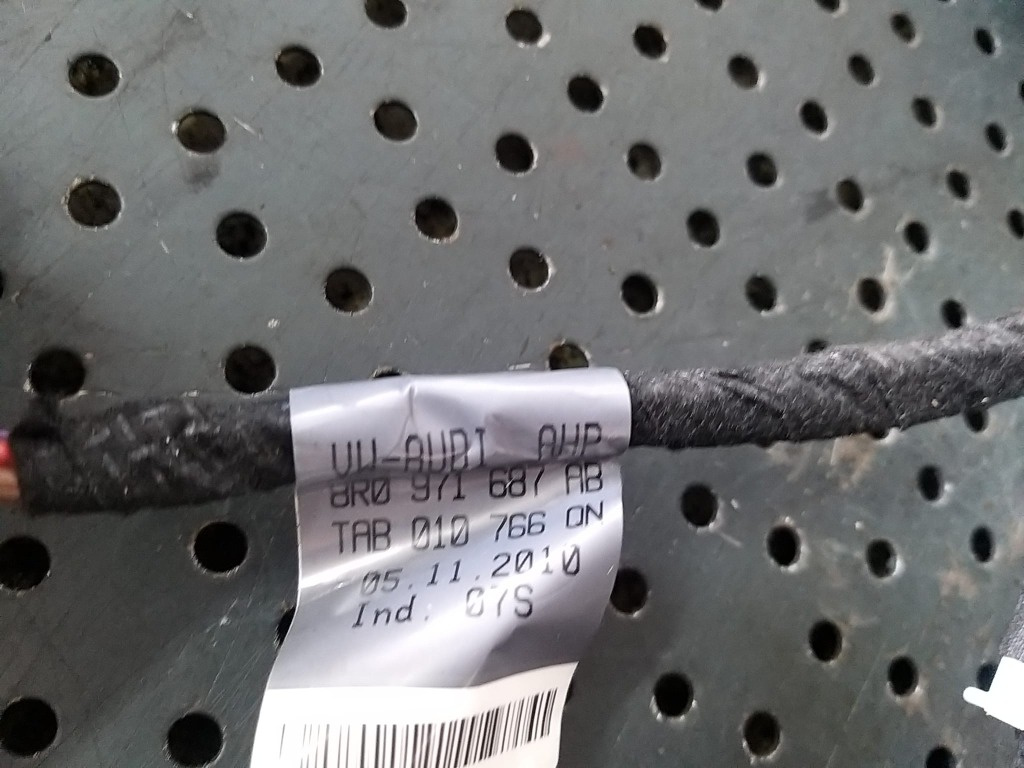 VW-AUDI AHP
8R0 971 687 AB
TAB 010 766 ON
05.11.2010
Ind. 07S